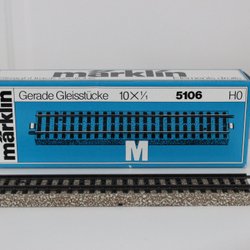 märklin
märklin
Gerade Gleisstücke 10 × 1/1 5106 H0
M